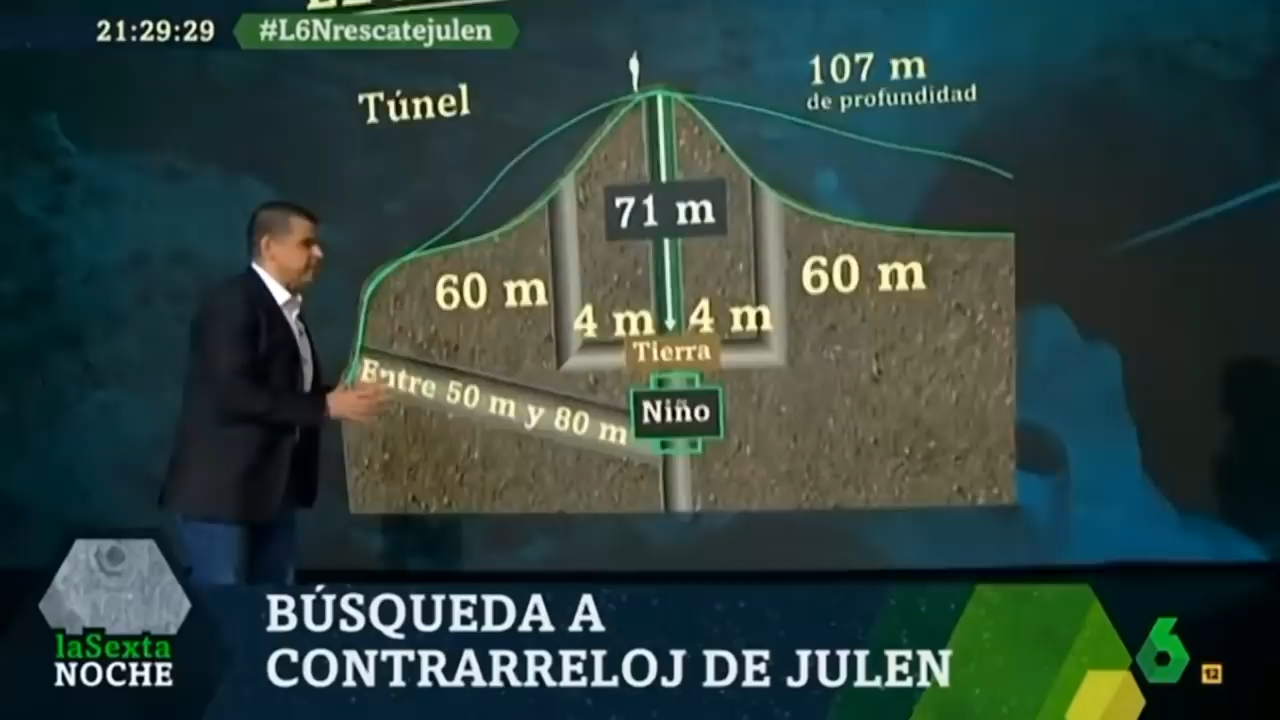 21:29:29
#L6Nrescatejulen
Túnel
107 m
de profundidad
71 m
60 m
60 m
4 m
4 m
Tierra
Entre 50 m y 80 m
Niño
BÚSQUEDA A
CONTRARRELOJ DE JULEN
laSexta
NOCHE
6
12